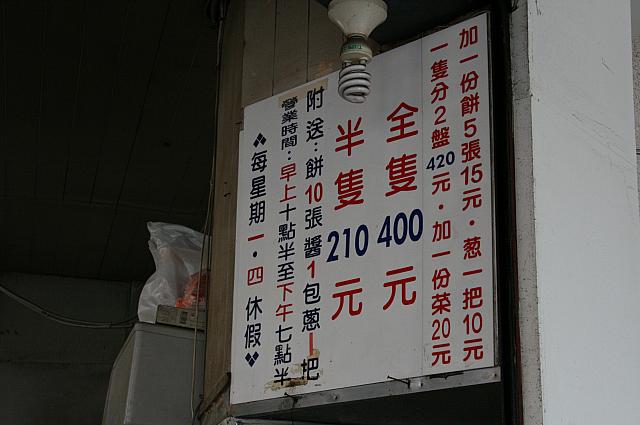 加一份餅5張15元．葱一把10元
一隻分2盤420元．加一份菜20元
全隻400元
半隻210元
附送：餅10張醬1包蔥一把
營業時間：早上十點半至下午七點半
每星期一．四休假